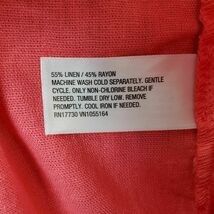 55% LINEN / 45% RAYON
MACHINE WASH COLD SEPARATELY. GENTLE
CYCLE. ONLY NON-CHLORINE BLEACH IF
NEEDED. TUMBLE DRY LOW. REMOVE
PROMPTLY. COOL IRON IF NEEDED.
RN17730 VN1055164